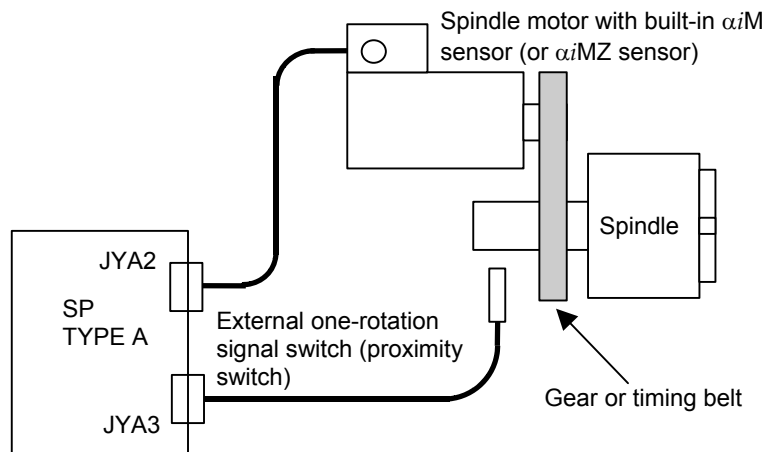 Spindle motor with built-in αiM
sensor (or αiMZ sensor)
Spindle
JYA2
SP
TYPE A
External one-rotation
signal switch (proximity
switch)
Gear or timing belt
JYA3